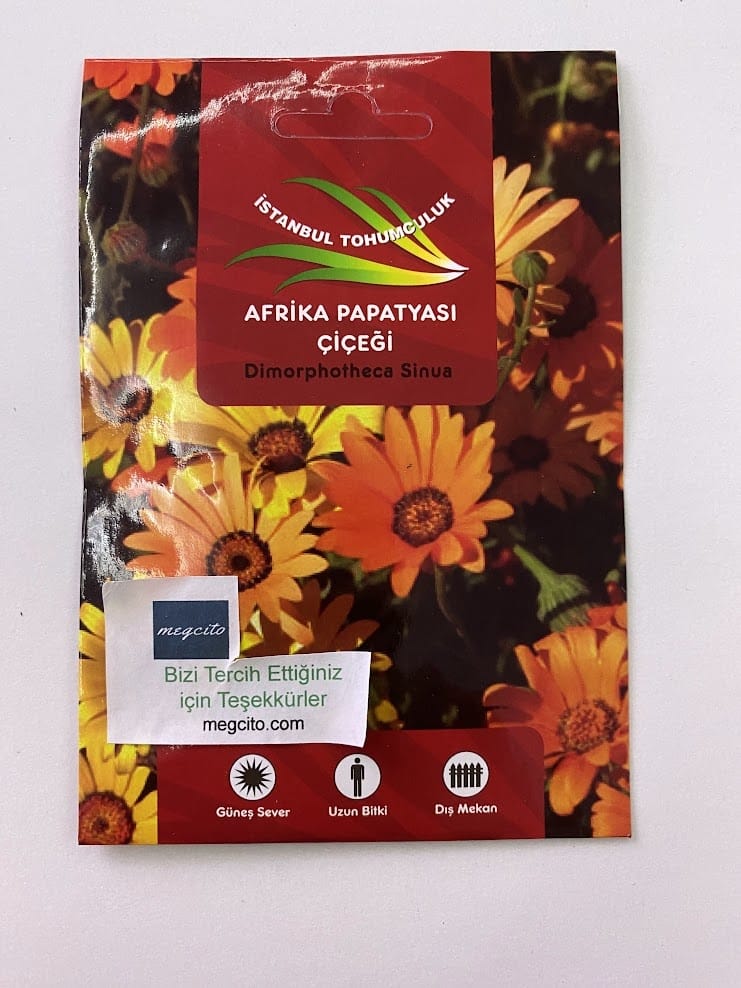 İSTANBUL TOHUMCULUK
AFRİKA PAPATYASI
ÇİÇEĞİ
Dimorphotheca Sinua
megcito
Bizi Tercih Ettiğiniz
için Teşekkürler
megcito.com
Güneş Sever
Uzun Bitki
Dış Mekan